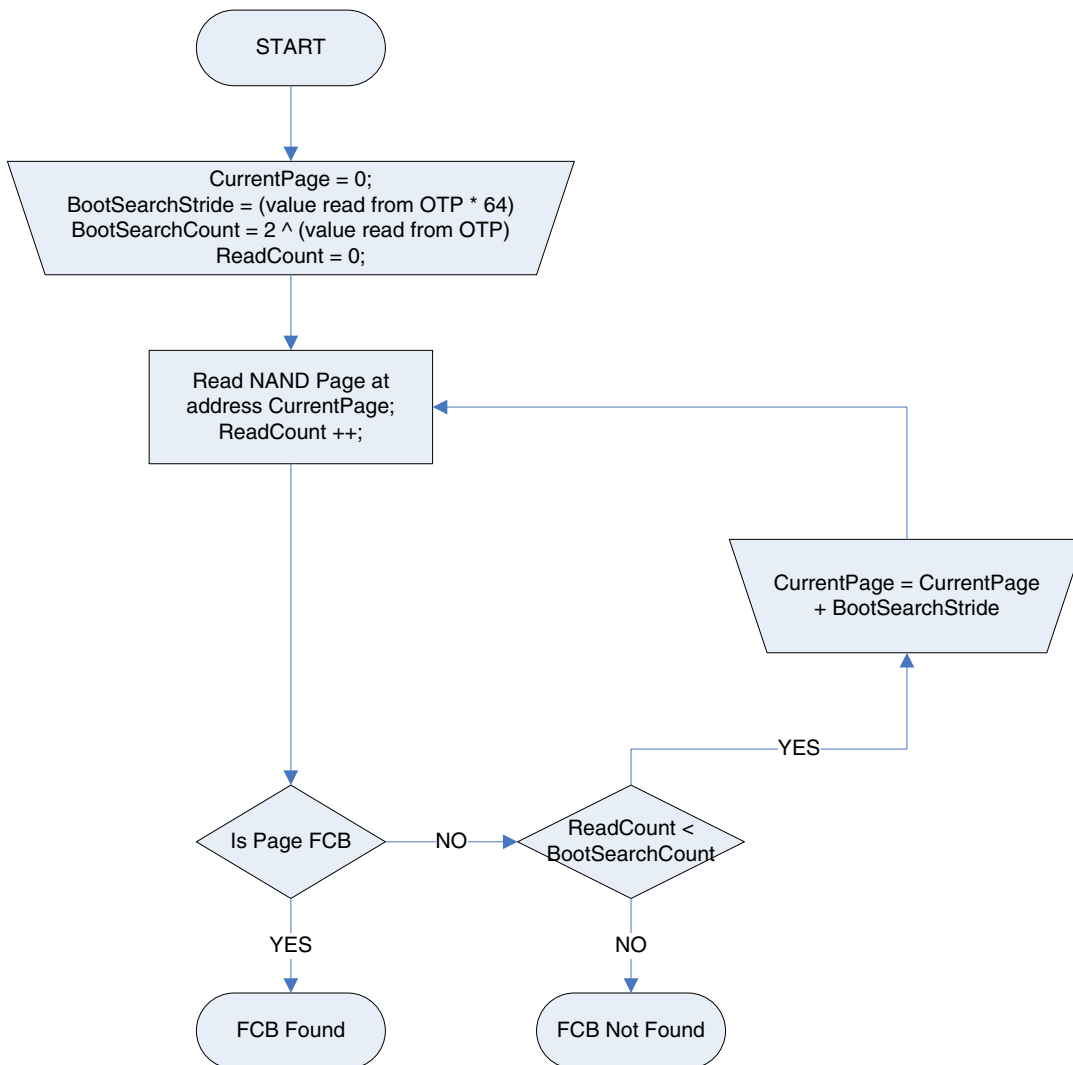 START
CurrentPage = 0;
BootSearchStride = (value read from OTP * 64)
BootSearchCount = 2 ^ (value read from OTP)
ReadCount = 0;
Read NAND Page at
address CurrentPage;
ReadCount ++;
CurrentPage = CurrentPage
+ BootSearchStride
YES
Is Page FCB
NO
ReadCount <
BootSearchCount
YES
NO
FCB Found
FCB Not Found